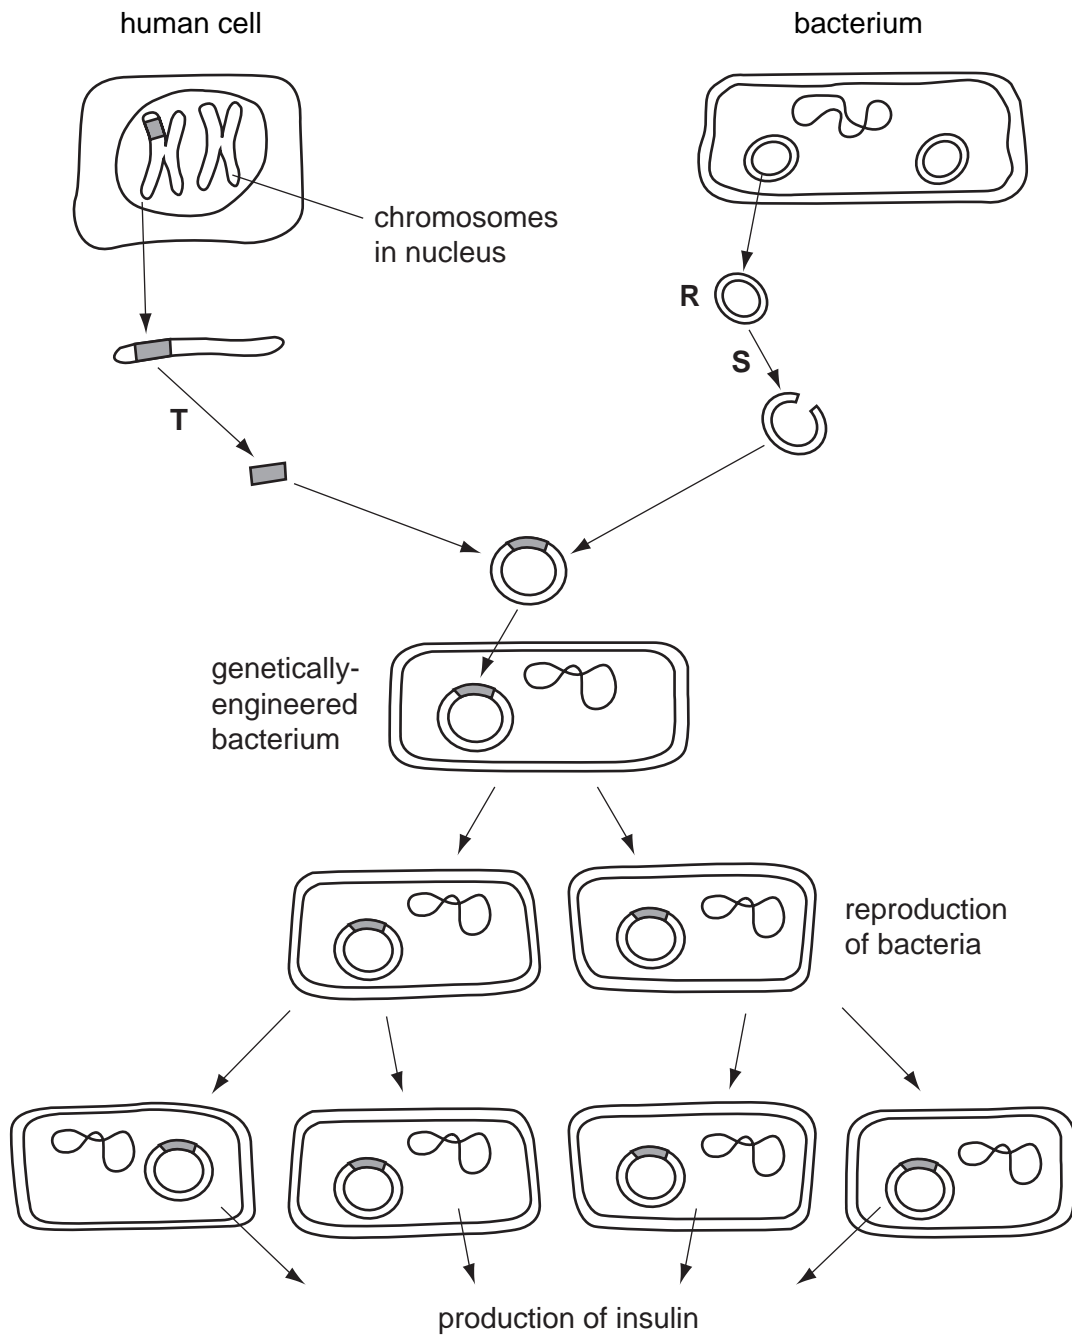 human cell
bacterium
chromosomes
in nucleus
R
S
T
genetically-
engineered
bacterium
reproduction
of bacteria
production of insulin